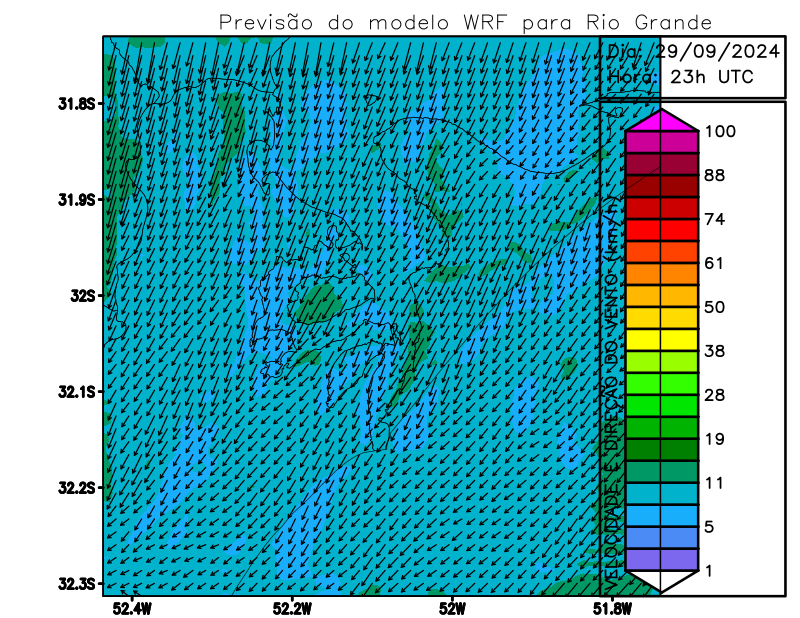 Previsão do modelo WRF para Rio Grande
Dia: 29/09/2024
Hora: 23h UTC
31.8S
31.9S
32S
32.1S
32.2S
32.3S
52.4W
52.2W
52W
51.8W
VELOCIDADE E DIREÇÃO DO VENTO (km/h)
100
88
74
61
50
38
28
19
11
5
1